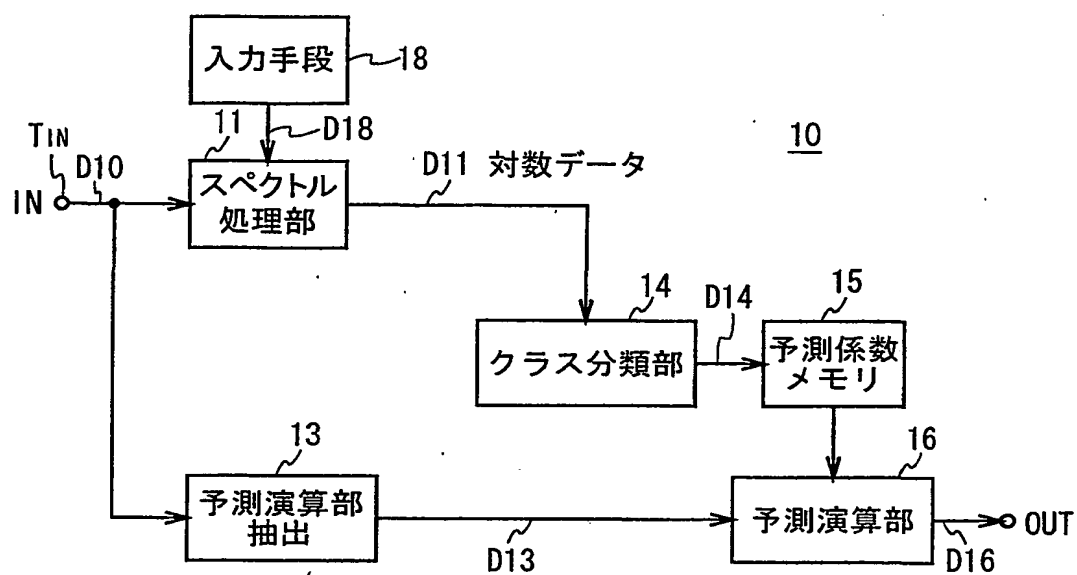 入力手段
18
D18
11
10
TIN
D10
IN
スペクトル
処理部
D11 対数データ
14
D14
15
クラス分類部
予測係数
メモリ
13
16
予測演算部
抽出
D13
予測演算部
D16
OUT